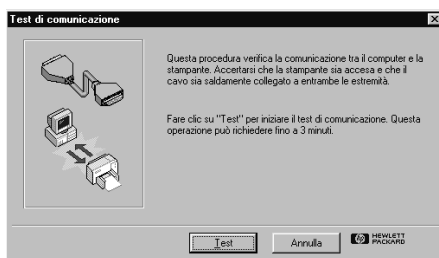 Test di comunicazione
Questa procedura verifica la comunicazione tra il computer e la
stampante. Accertarsi che la stampante sia accesa e che il
cavo sia saldamente collegato a entrambe le estremità.
Fare clic su "Test" per iniziare il test di comunicazione. Questa
operazione può richiedere fino a 3 minuti.
Test
Annulla
hp HEWLETT
PACKARD